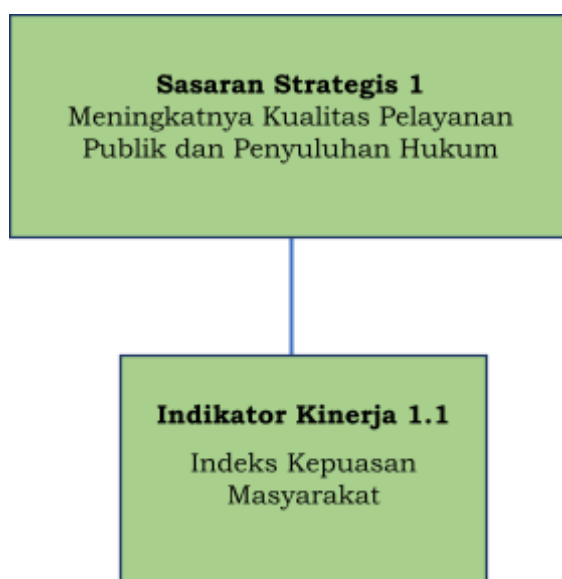 Sasaran Strategis 1
Meningkatnya Kualitas Pelayanan
Publik dan Penyuluhan Hukum
Indikator Kinerja 1.1
Indeks Kepuasan
Masyarakat